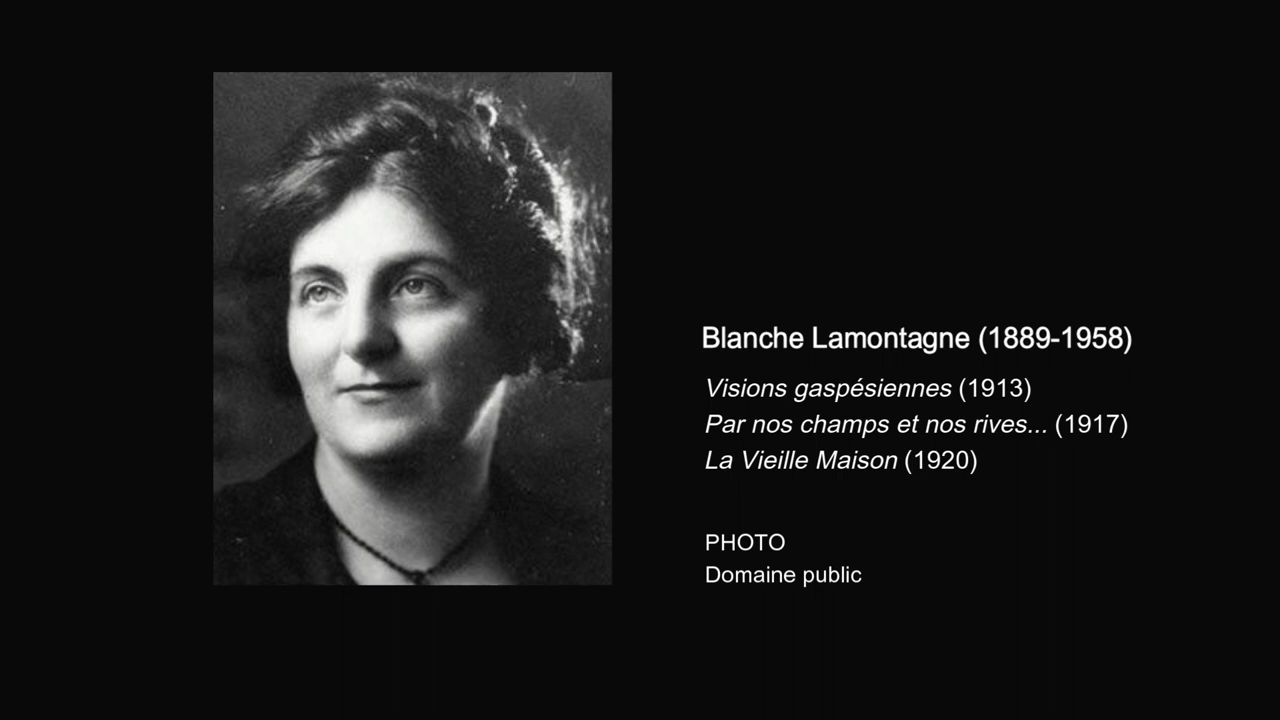 Blanche Lamontagne (1889-1958)
Visions gaspésiennes (1913)
Par nos champs et nos rives... (1917)
La Vieille Maison (1920)
PHOTO
Domaine public